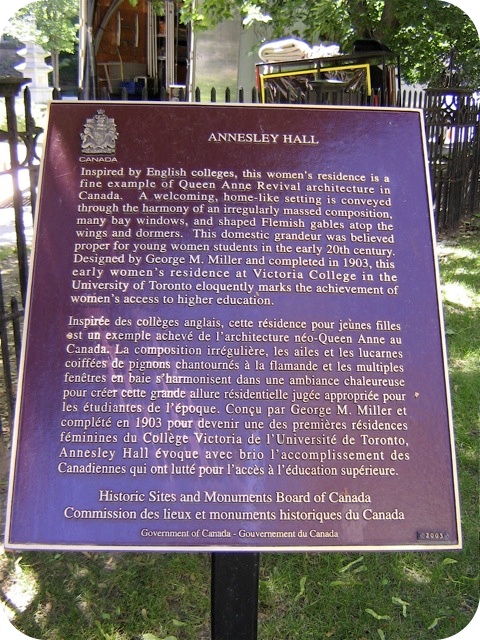 CANADA
ANNESLEY HALL
Inspired by English colleges, this women's residence is a
fine example of Queen Anne Revival architecture in
Canada. A welcoming, home-like setting is conveyed
through the harmony of an irregularly massed composition,
many bay windows, and shaped Flemish gables atop the
wings and dormers. This domestic grandeur was believed
proper for young women students in the early 20th century.
Designed by George M. Miller and completed in 1903, this
early women's residence at Victoria College in the
University of Toronto eloquently marks the achievement of
women's access to higher education.
Inspirée des collèges anglais, cette résidence pour jeunes filles
est un exemple achevé de l'architecture néo-Queen Anne au
Canada. La composition irrégulière, les ailes et les lucarnes
coiffées de pignons chantournés à la flamande et les multiples
fenêtres en baie s'harmonisent dans une ambiance chaleureuse
pour créer cette grande allure résidentielle jugée appropriée pour
les étudiantes de l'époque. Conçu par George M. Miller et
complété en 1903 pour devenir une des premières résidences
féminines du Collège Victoria de l'Université de Toronto,
Annesley Hall évoque avec brio l'accomplissement des
Canadiennes qui ont lutté pour l'accès à l'éducation supérieure.
Historic Sites and Monuments Board of Canada
Commission des lieux et monuments historiques du Canada
Government of Canada - Gouvernement du Canada
2003